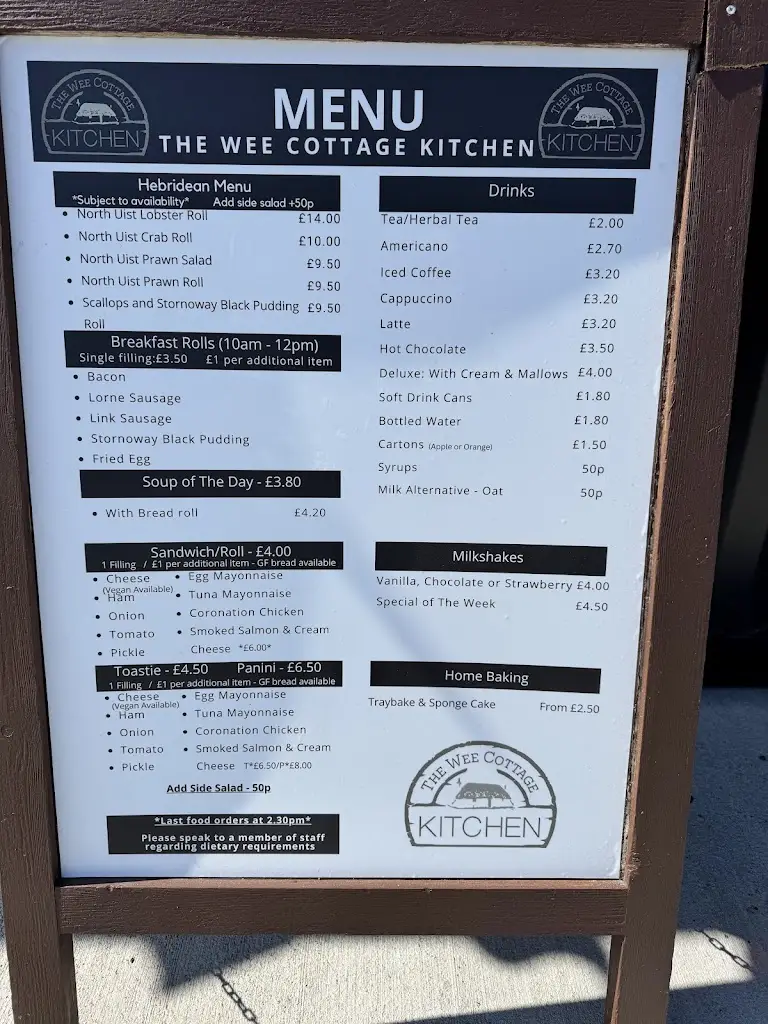 THE WEE COTTAGE
KITCHEN
MENU
THE WEE COTTAGE KITCHEN
THE WEE COTTAGE
KITCHEN
Hebridean Menu
*Subject to availability* Add side salad +50p
• North Uist Lobster Roll £14.00
• North Uist Crab Roll £10.00
• North Uist Prawn Salad £9.50
• North Uist Prawn Roll £9.50
• Scallops and Stornoway Black Pudding £9.50
Roll
Breakfast Rolls (10am - 12pm)
Single filling:£3.50 £1 per additional item
• Bacon
• Lorne Sausage
• Link Sausage
• Stornoway Black Pudding
• Fried Egg
Soup of The Day - £3.80
• With Bread roll £4.20
Sandwich/Roll - £4.00
1 Filling / £1 per additional item - GF bread available
• Cheese
(Vegan Available)
• Ham
• Onion
• Tomato
• Pickle
• Egg Mayonnaise
• Tuna Mayonnaise
• Coronation Chicken
• Smoked Salmon & Cream
Cheese *£6.00*
Toastie - £4.50 Panini - £6.50
1 Filling / £1 per additional item - GF bread available
• Cheese
(Vegan Available)
• Ham
• Onion
• Tomato
• Pickle
• Egg Mayonnaise
• Tuna Mayonnaise
• Coronation Chicken
• Smoked Salmon & Cream
Cheese T*£6.50/P*£8.00
Add Side Salad - 50p
*Last food orders at 2.30pm*
Please speak to a member of staff
regarding dietary requirements
Drinks
Tea/Herbal Tea £2.00
Americano £2.70
Iced Coffee £3.20
Cappuccino £3.20
Latte £3.20
Hot Chocolate £3.50
Deluxe: With Cream & Mallows £4.00
Soft Drink Cans £1.80
Bottled Water £1.80
Cartons (Apple or Orange) £1.50
Syrups 50p
Milk Alternative - Oat 50p
Milkshakes
Vanilla, Chocolate or Strawberry £4.00
Special of The Week £4.50
Home Baking
Traybake & Sponge Cake From £2.50
THE WEE COTTAGE
KITCHEN